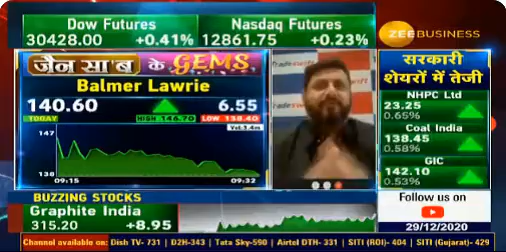 Dow Futures
30428.00 +0.41%
Nasdaq Futures
12861.75 +0.23%
ZEE BUSINESS
जैन सा'ब के GEMS
Balmer Lawrie
140.60 6.55
TODAY HIGH 146.70 LOW 138.40
Vol:3.4m
147
138
09:15 09:32
tradeswift
सरकारी
शेयरों में तेजी
NHPC Ltd
23.25
0.65%
Coal India
138.45
0.58%
GIC
142.10
0.53%
BUZZING STOCKS
Graphite India
315.20 +8.95
Follow us on
29/12/2020
Channel available on: Dish TV- 731 | D2H-343 | Tata Sky-590 | Airtel DTH- 331 | SITI (ROI)- 404 | SITI (Gujarat)- 429